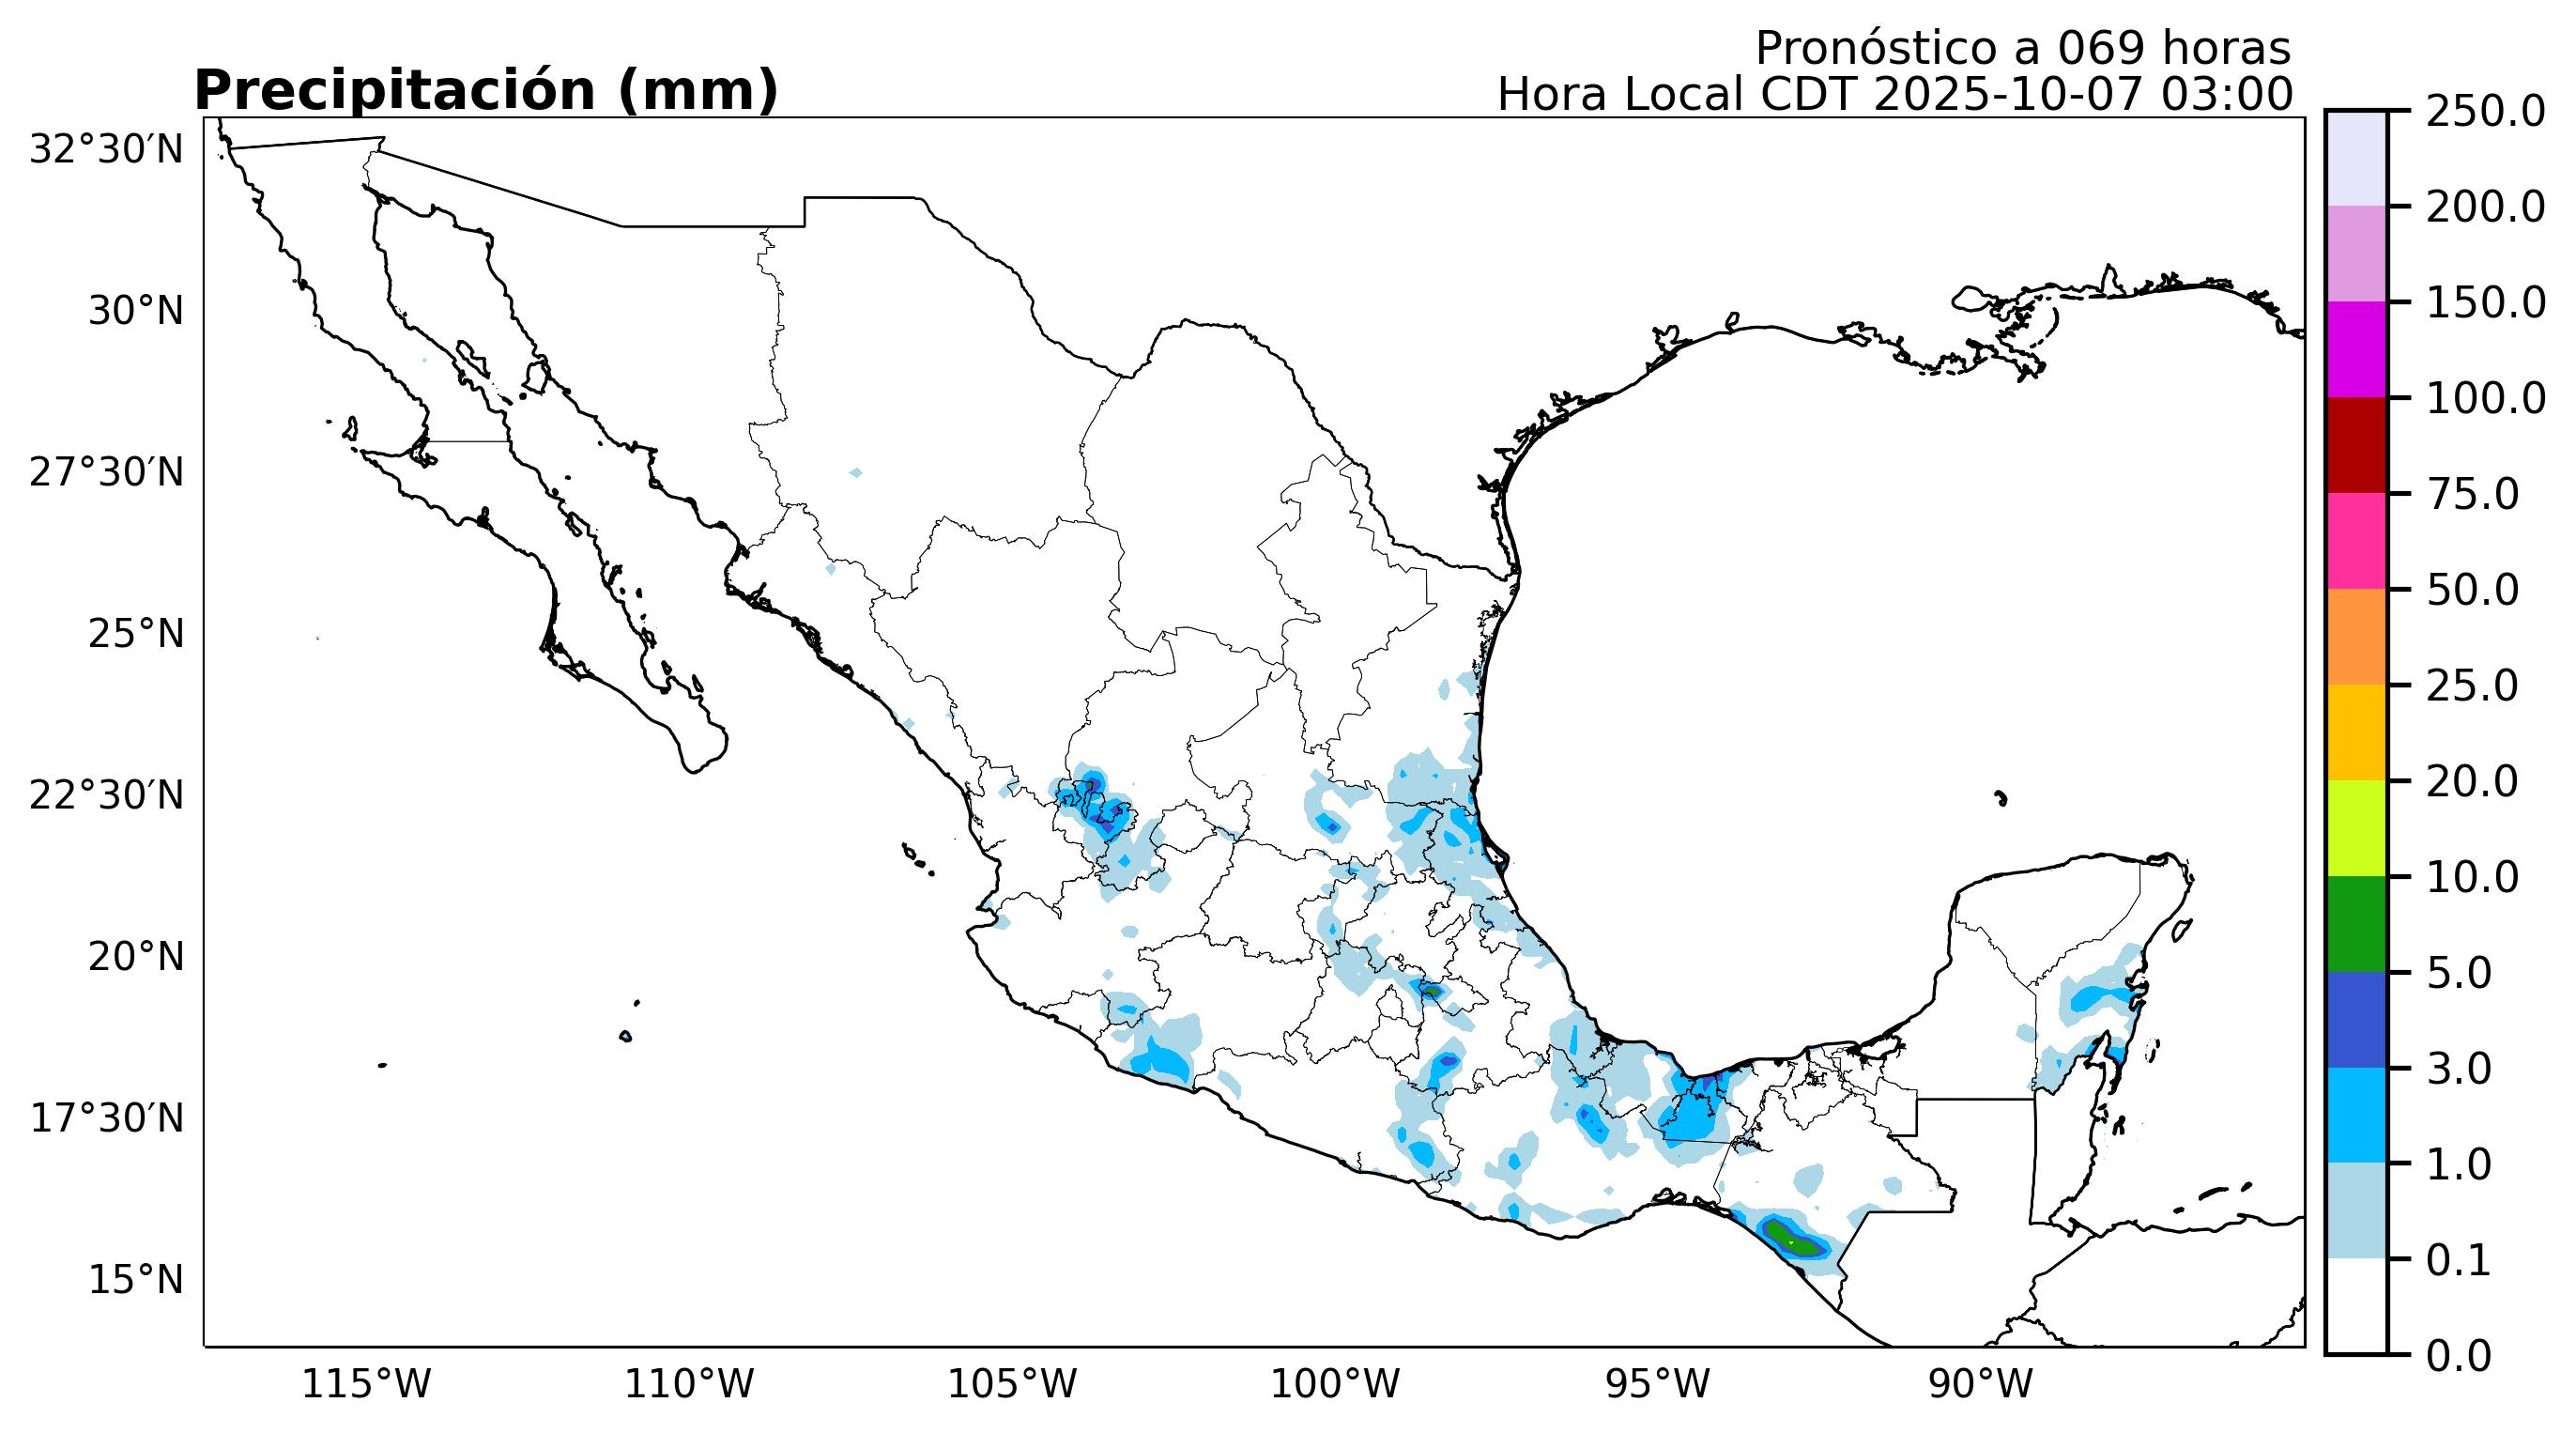 Pronóstico a 069 horas
Precipitación (mm)
Hora Local CDT 2025-10-07 03:00
32°30′N
30°N
27°30′N
25°N
22°30′N
20°N
17°30′N
15°N
115°W
110°W
105°W
100°W
95°W
90°W
250.0
200.0
150.0
100.0
75.0
50.0
25.0
20.0
10.0
5.0
3.0
1.0
0.1
0.0